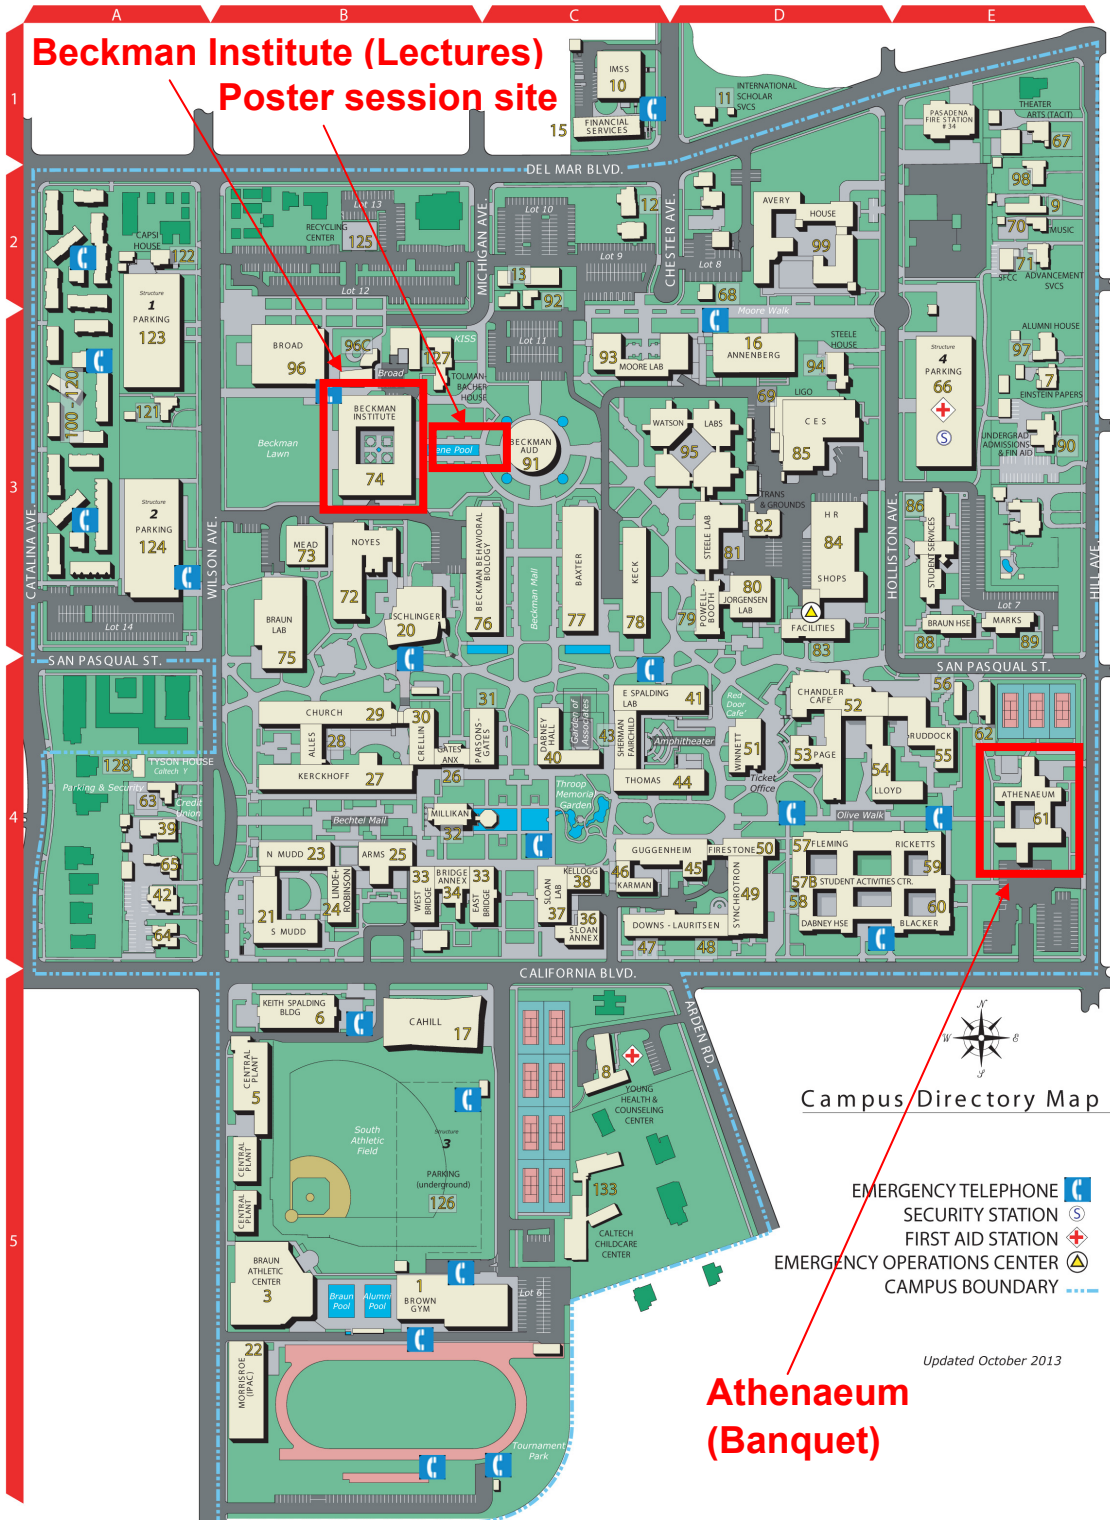 A B C D E
Beckman Institute (Lectures)
Poster session site
1
IMSS
10
15
FINANCIAL
SERVICES
11
INTERNATIONAL
SCHOLAR
SVCS
PASADENA
FIRE STATION
# 34
THEATER
ARTS (TACIT)
67
DEL MAR BLVD.
2
CAPSI
HOUSE
122
Lot 13
RECYCLING
CENTER
125
Lot 12
MICHIGAN AVE.
Lot 10
12
Lot 9
CHESTER AVE.
Lot 8
AVERY
HOUSE
99
98
9
70
MUSIC
71
SFCC
ADVANCEMENT
SVCS
13
92
68
Moore Walk
Structure
1
PARKING
123
BROAD
96
96C
Broad
127
KISS
TOLMAN-
BACHER
HOUSE
Lot 11
93
MOORE LAB
16
ANNENBERG
STEELE
HOUSE
94
Structure
4
PARKING
66
S
ALUMNI HOUSE
97
7
EINSTEIN PAPERS
100 - 120
121
3
Beckman
Lawn
BECKMAN
INSTITUTE
74
ene Pool
BECKMAN
AUD
91
WATSON
LABS
95
69
LIGO
C E S
85
UNDERGRAD
ADMISSIONS
& FIN AID
90
Structure
2
PARKING
124
CATALINA AVE.
WILSON AVE.
Lot 14
MEAD
73
NOYES
72
BRAUN
LAB
75
SCHLINGER
20
BECKMAN BEHAVIORAL
BIOLOGY
76
Beckman Mall
BAXTER
77
KECK
78
STEELE LAB
81
TRANS
& GROUNDS
82
H R
84
SHOPS
79
POWELL-
BOOTH
80
JORGENSEN
LAB
FACILITIES
83
HOLLISTON AVE.
86
STUDENT SERVICES
Lot 7
BRAUN HSE
88
MARKS
89
HILL AVE.
SAN PASQUAL ST.
SAN PASQUAL ST.
4
CHURCH
29
30
31
ALLES
28
CRELLIN
GATES
ANX
26
PARSONS-
GATES
KERCKHOFF
27
DABNEY
HALL
40
Garden of
Associates
43
SHERMAN
FAIRCHILD
E SPALDING
LAB
41
Amphitheater
THOMAS
44
Red
Door
Cafe'
WINNETT
51
Ticket
Office
CHANDLER
CAFE'
52
53
PAGE
54
LLOYD
RUDDOCK
55
56
62
ATHENAEUM
61
128
TYSON HOUSE
Caltech Y
Parking & Security
63
Credit
Union
39
65
42
64
Bechtel Mall
MILLIKAN
32
Throop
Memorial
Garden
Olive Walk
N MUDD
23
ARMS
25
21
S MUDD
24
LINDE+
ROBINSON
33
WEST
BRIDGE
BRIDGE
ANNEX
34
33
EAST
BRIDGE
SLOAN
LAB
37
KELLOGG
38
36
SLOAN
ANNEX
GUGGENHEIM
46
KARMAN
45
FIRESTONE
50
SYNCHROTRON
49
DOWNS - LAURITSEN
47
48
57
FLEMING
RICKETTS
59
57B
STUDENT ACTIVITIES CTR.
58
60
DABNEY HSE
BLACKER
CALIFORNIA BLVD.
5
KEITH SPALDING
BLDG
6
CAHILL
17
CENTRAL
PLANT
5
CENTRAL
PLANT
CENTRAL
PLANT
South
Athletic
Field
Structure
3
PARKING
(underground)
126
8
YOUNG
HEALTH &
COUNSELING
CENTER
ARDEN RD.
133
CALTECH
CHILDCARE
CENTER
BRAUN
ATHLETIC
CENTER
3
Braun
Pool
Alumni
Pool
1
BROWN
GYM
Lot 6
22
MORRISROE
(IPAC)
Tournament
Park
N
W
E
S
Campus Directory Map
EMERGENCY TELEPHONE
SECURITY STATION S
FIRST AID STATION
EMERGENCY OPERATIONS CENTER
CAMPUS BOUNDARY
Updated October 2013
Athenaeum
(Banquet)